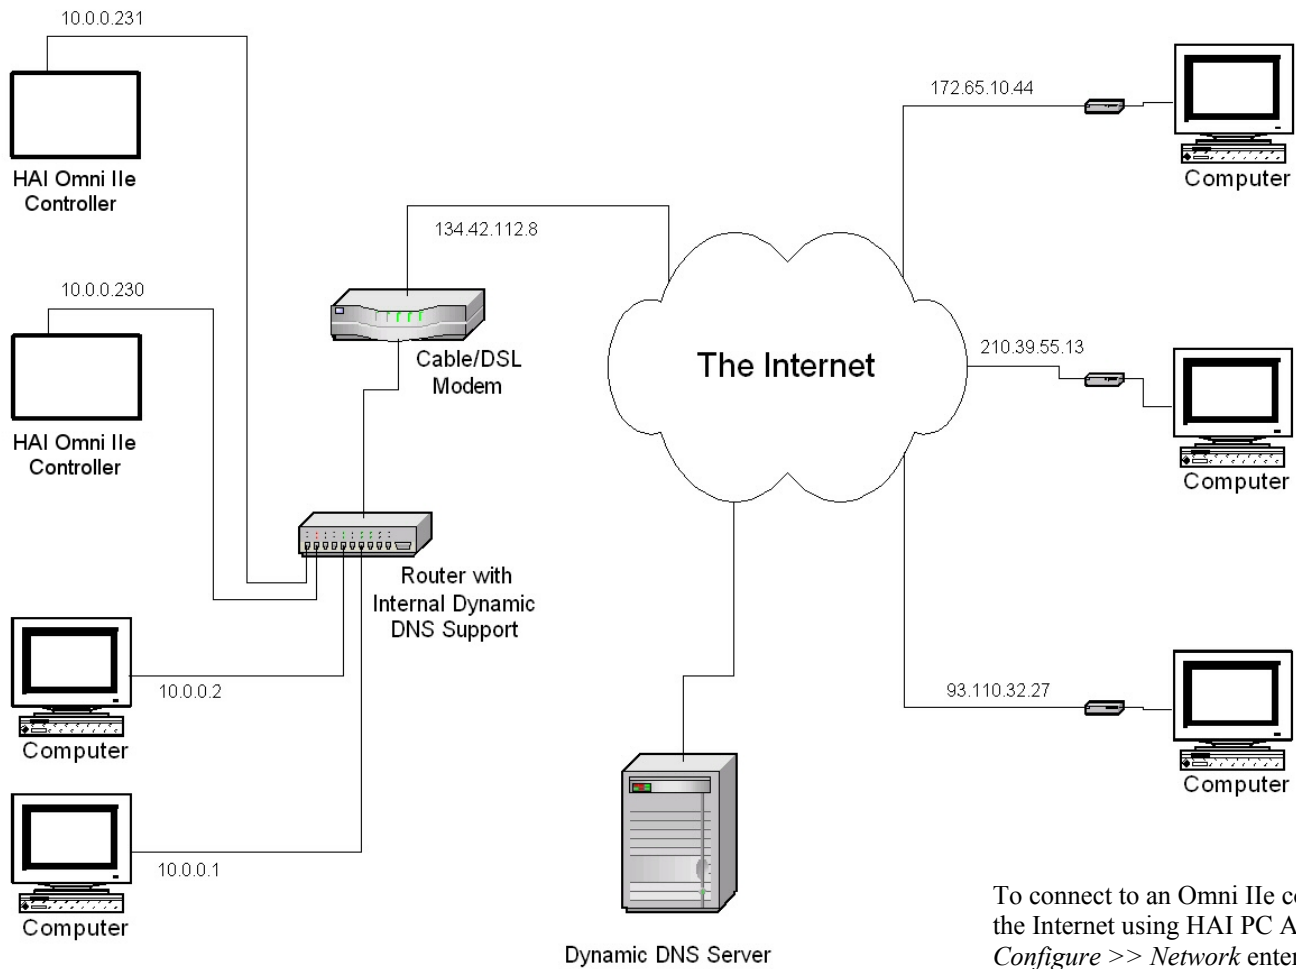 10.0.0.231
HAI Omni IIe
Controller
10.0.0.230
HAI Omni IIe
Controller
134.42.112.8
Cable/DSL
Modem
Router with
Internal Dynamic
DNS Support
10.0.0.2
Computer
10.0.0.1
Computer
The Internet
Dynamic DNS Server
172.65.10.44
Computer
210.39.55.13
Computer
93.110.32.27
Computer
To connect to an Omni IIe
the Internet using HAI PC
Configure >> Network enter